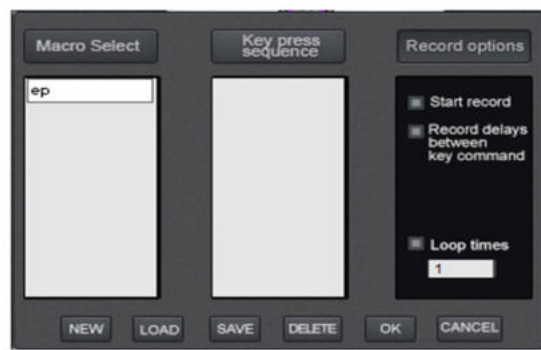 Macro Select
Key press
sequence
Record options
ep
Start record
Record delays
between
key command
Loop times
1
NEW
LOAD
SAVE
DELETE
OK
CANCEL